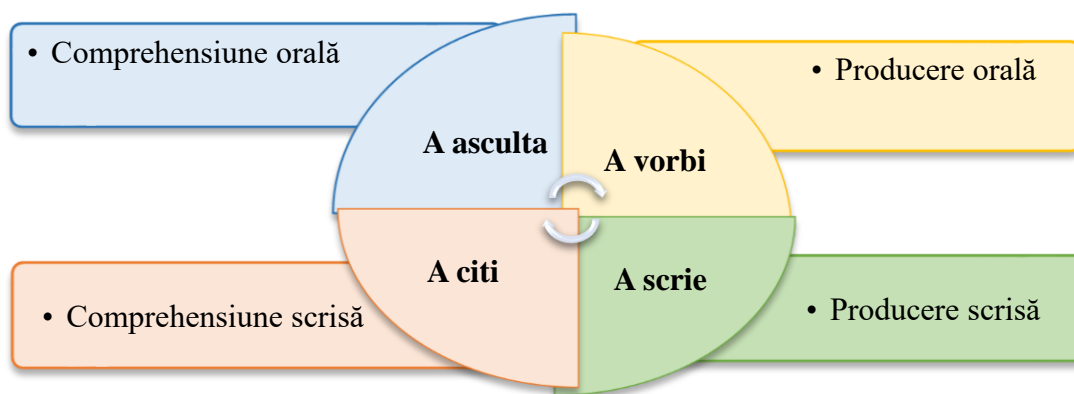 • Comprehensiune orală
• Producere orală
A asculta
A vorbi
A citi
A scrie
• Comprehensiune scrisă
• Producere scrisă